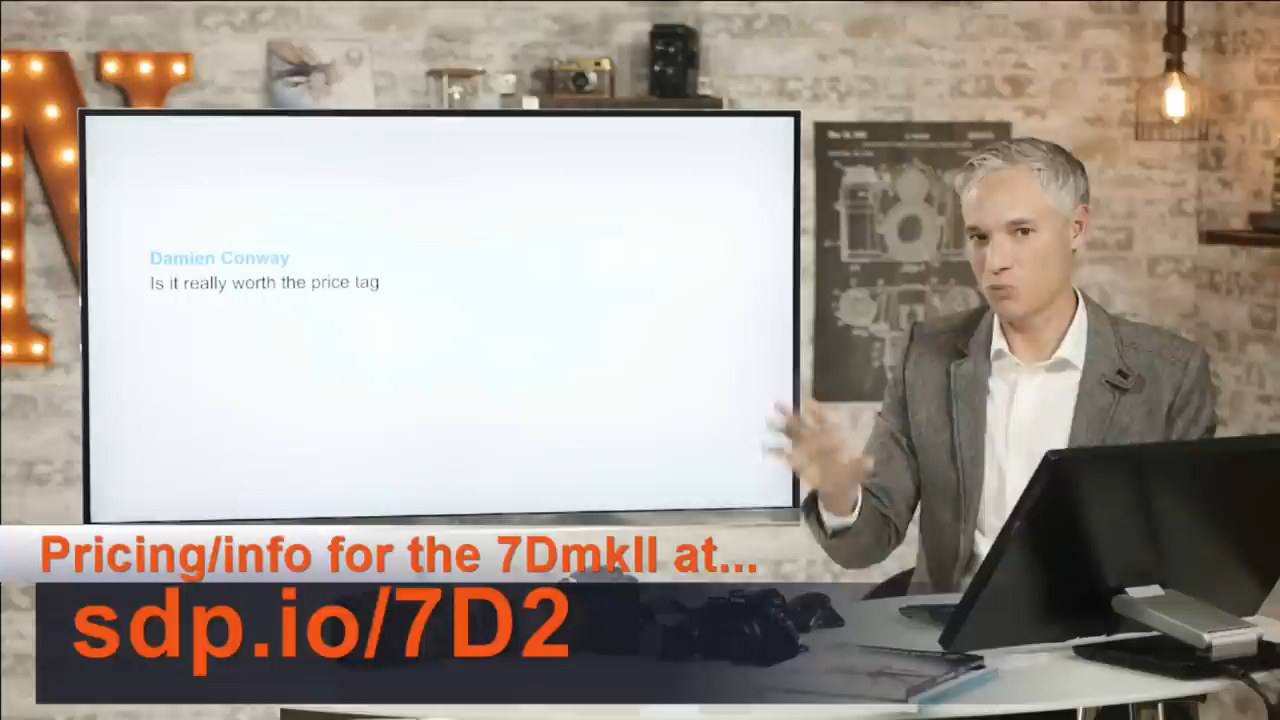 N
Damien Conway
Is it really worth the price tag
Pricing/info for the 7DmkII at...
sdp.io/7D2